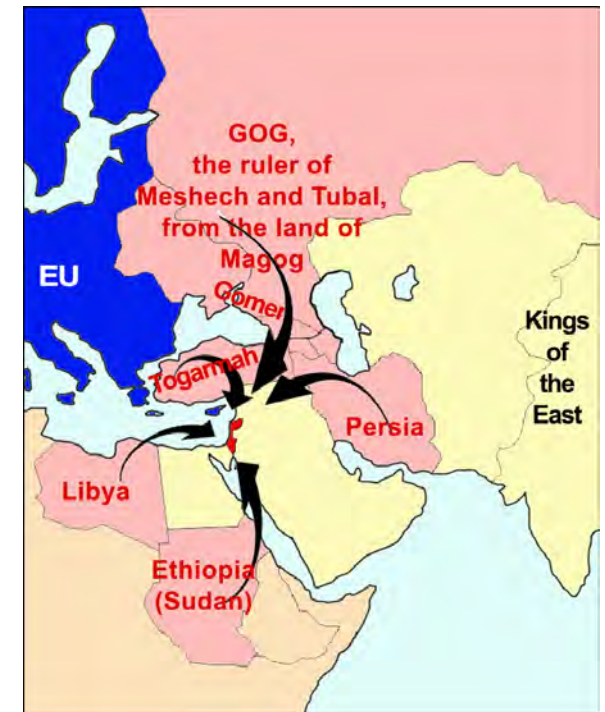 GOG,
the ruler of
Meshech and Tubal,
from the land of
Magog
Gomer
EU
Togarmah
Kings
of
the
East
Persia
Libya
Ethiopia
(Sudan)